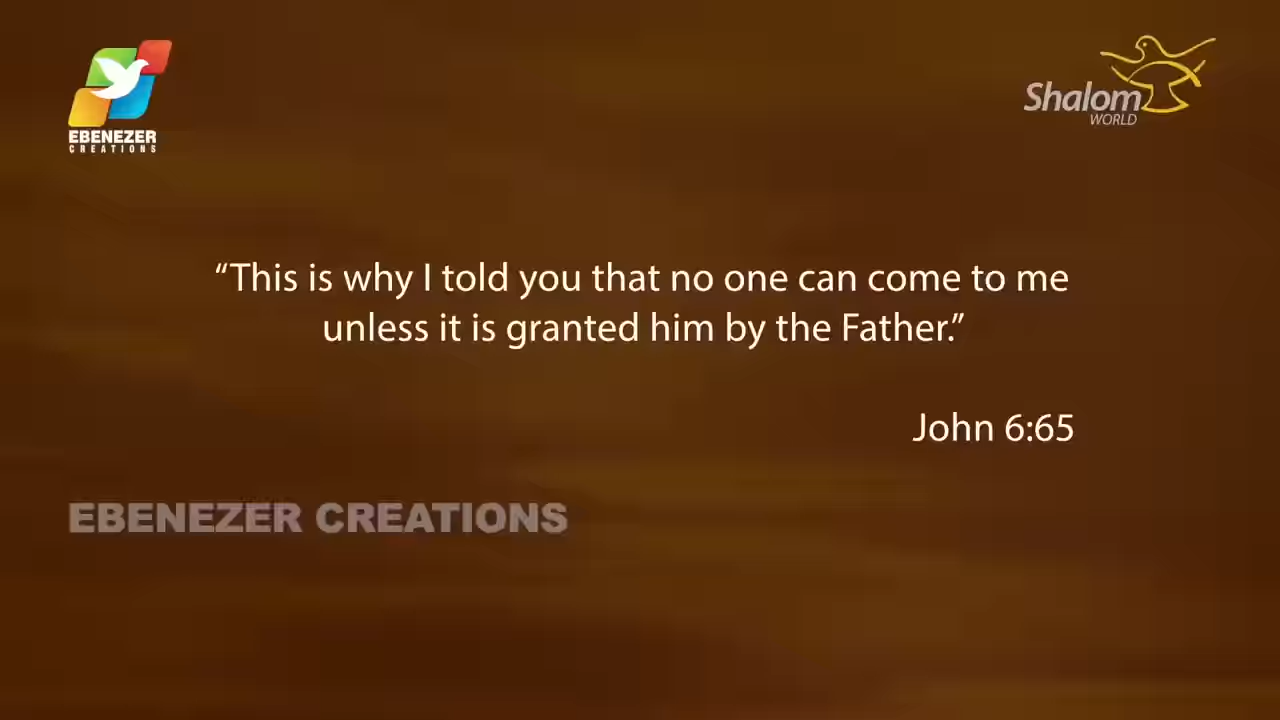 EBENEZER
CREATIONS
Shalom
WORLD
“This is why I told you that no one can come to me
unless it is granted him by the Father.”
John 6:65
EBENEZER CREATIONS